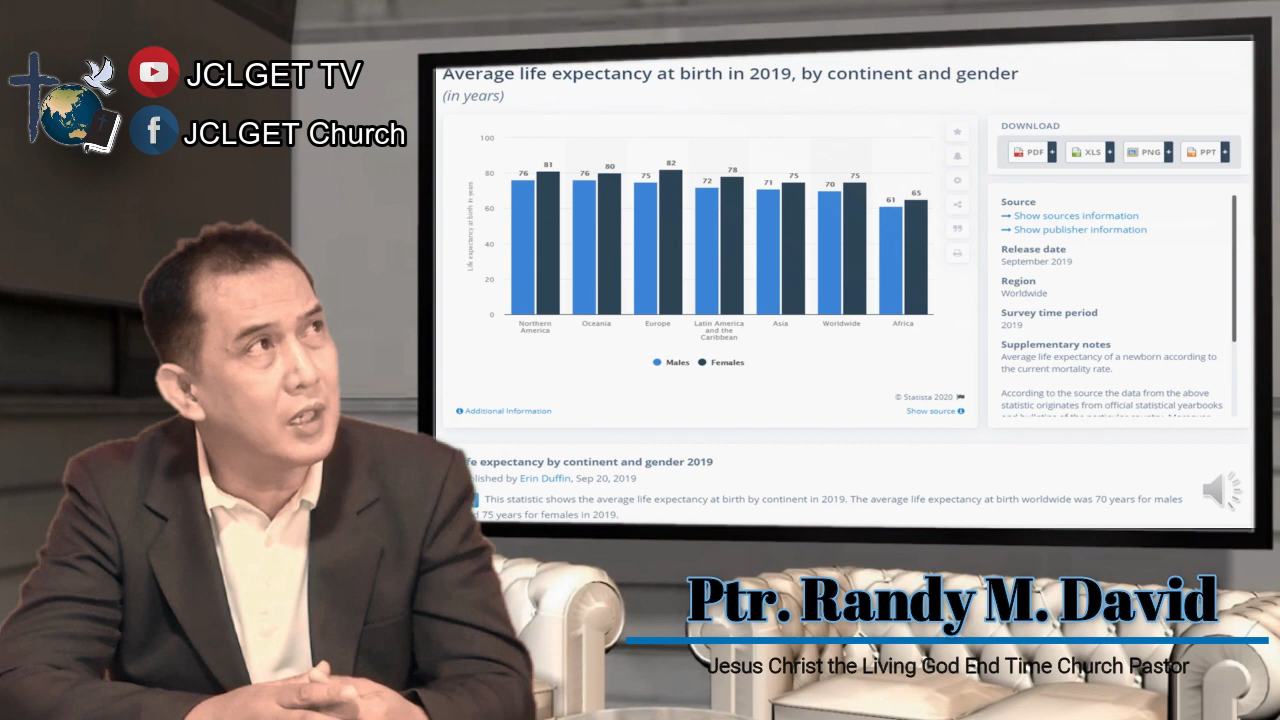 JCLGET TV
JCLGET Church
Average life expectancy at birth in 2019, by continent and gender
(in years)
DOWNLOAD
PDF + XLS + PNG + PPT +
100
80
60
40
20
0
Life expectancy at birth in years
76 81
76 80
75 82
72 78
71 75
70 75
61 65
Northern America
Oceania
Europe
Latin America and the Caribbean
Asia
Worldwide
Africa
Males Females
© Statista 2020
Additional Information
Show source
Source
Show sources information
Show publisher information
Release date
September 2019
Region
Worldwide
Survey time period
2019
Supplementary notes
Average life expectancy of a newborn according to
the current mortality rate.
According to the source the data from the above
statistic originates from official statistical yearbooks
fe expectancy by continent and gender 2019
lished by Erin Duffin, Sep 20, 2019
This statistic shows the average life expectancy at birth by continent in 2019. The average life expectancy at birth worldwide was 70 years for males
75 years for females in 2019.
Ptr. Randy M. David
Jesus Christ the Living God End Time Church Pastor